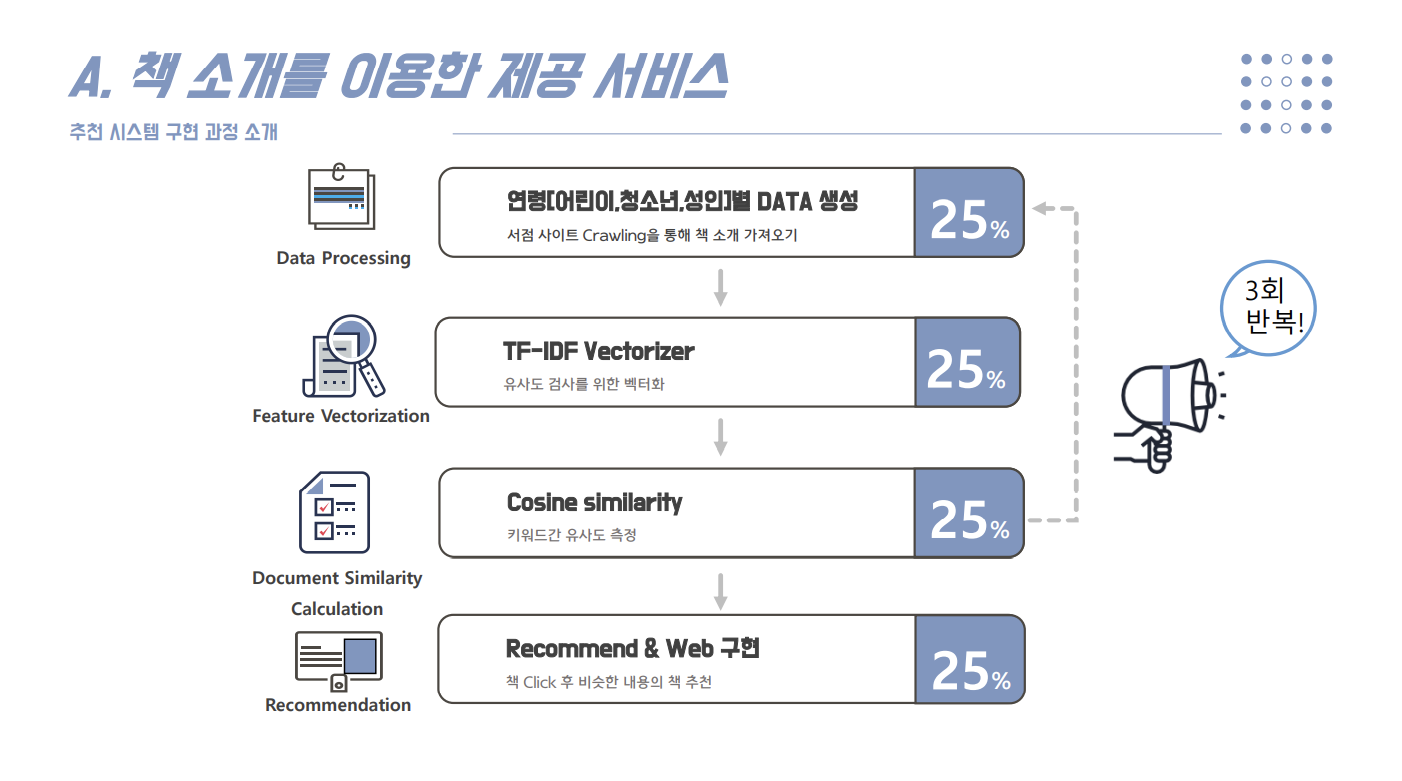 A. 책 소개를 이용한 제공 서비스
추천 시스템 구현 과정 소개
Data Processing
연령[어린이,청소년,성인]별 DATA 생성
서점 사이트 Crawling을 통해 책 소개 가져오기
25%
3회
반복!
Feature Vectorization
TF-IDF Vectorizer
유사도 검사를 위한 벡터화
25%
Document Similarity
Calculation
Cosine similarity
키워드간 유사도 측정
25%
Recommendation
Recommend & Web 구현
책 Click 후 비슷한 내용의 책 추천
25%